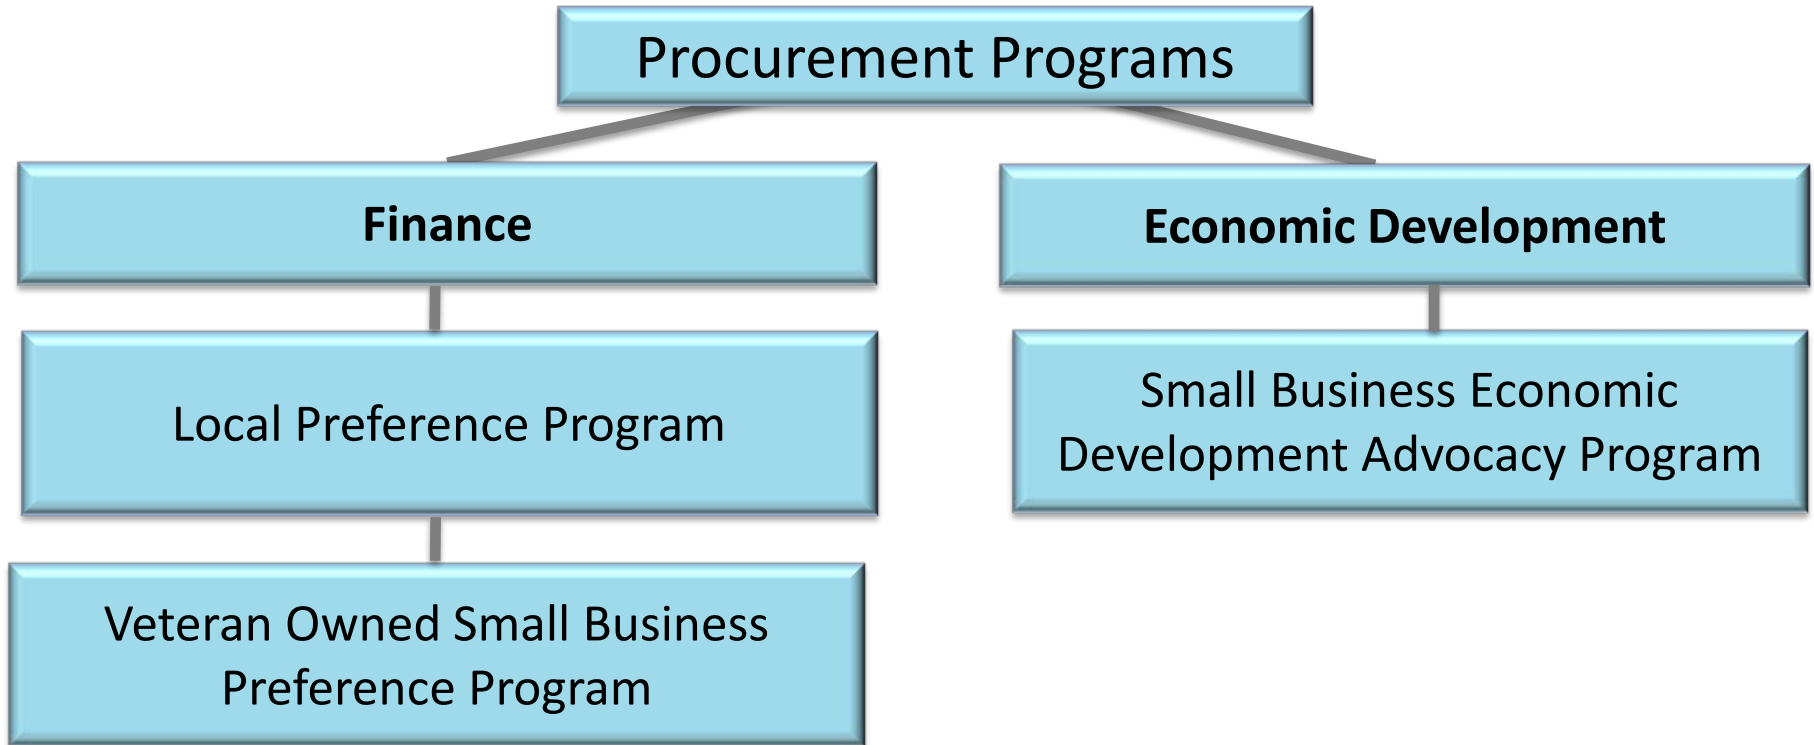 Procurement Programs
Finance
Economic Development
Local Preference Program
Small Business Economic
Development Advocacy Program
Veteran Owned Small Business
Preference Program